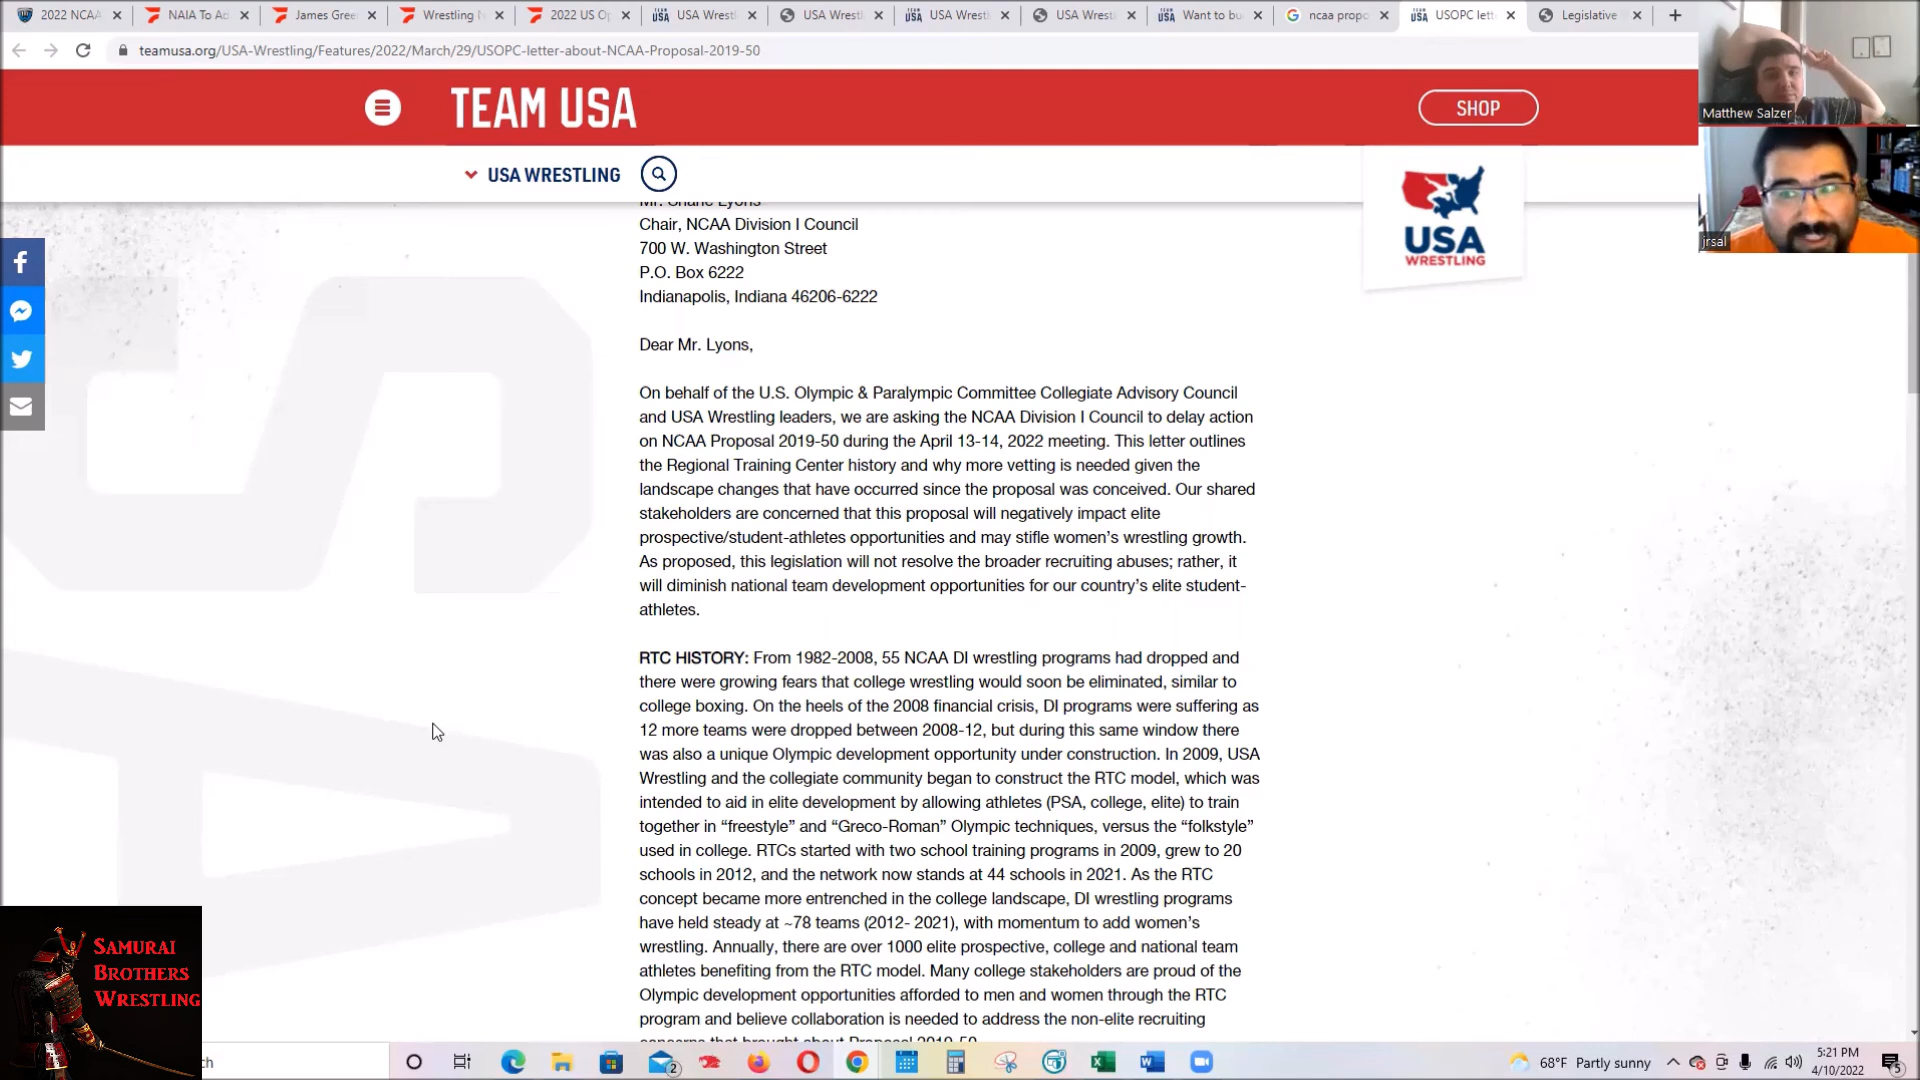 2022 NCAA
NAIA To Ad
James Gree
Wrestling N
2022 US Op
USA Wrestl
USA Wrestl
USA Wrestl
USA Wrestl
Want to bu
ncaa propo
USOPC lett
Legislative
teamusa.org/USA-Wrestling/Features/2022/March/29/USOPC-letter-about-NCAA-Proposal-2019-50
TEAM USA
SHOP
Matthew Salzer
USA WRESTLING
USA
WRESTLING
jrsal
Chair, NCAA Division I Council
700 W. Washington Street
P.O. Box 6222
Indianapolis, Indiana 46206-6222
Dear Mr. Lyons,
On behalf of the U.S. Olympic & Paralympic Committee Collegiate Advisory Council
and USA Wrestling leaders, we are asking the NCAA Division I Council to delay action
on NCAA Proposal 2019-50 during the April 13-14, 2022 meeting. This letter outlines
the Regional Training Center history and why more vetting is needed given the
landscape changes that have occurred since the proposal was conceived. Our shared
stakeholders are concerned that this proposal will negatively impact elite
prospective/student-athletes opportunities and may stifle women’s wrestling growth.
As proposed, this legislation will not resolve the broader recruiting abuses; rather, it
will diminish national team development opportunities for our country’s elite student-
athletes.
RTC HISTORY: From 1982-2008, 55 NCAA DI wrestling programs had dropped and
there were growing fears that college wrestling would soon be eliminated, similar to
college boxing. On the heels of the 2008 financial crisis, DI programs were suffering as
12 more teams were dropped between 2008-12, but during this same window there
was also a unique Olympic development opportunity under construction. In 2009, USA
Wrestling and the collegiate community began to construct the RTC model, which was
intended to aid in elite development by allowing athletes (PSA, college, elite) to train
together in “freestyle” and “Greco-Roman” Olympic techniques, versus the “folkstyle”
used in college. RTCs started with two school training programs in 2009, grew to 20
schools in 2012, and the network now stands at 44 schools in 2021. As the RTC
concept became more entrenched in the college landscape, DI wrestling programs
have held steady at ~78 teams (2012- 2021), with momentum to add women’s
wrestling. Annually, there are over 1000 elite prospective, college and national team
athletes benefiting from the RTC model. Many college stakeholders are proud of the
Olympic development opportunities afforded to men and women through the RTC
program and believe collaboration is needed to address the non-elite recruiting
SAMURAI
BROTHERS
WRESTLING
ch
2
68°F Partly sunny
5:21 PM
4/10/2022
5